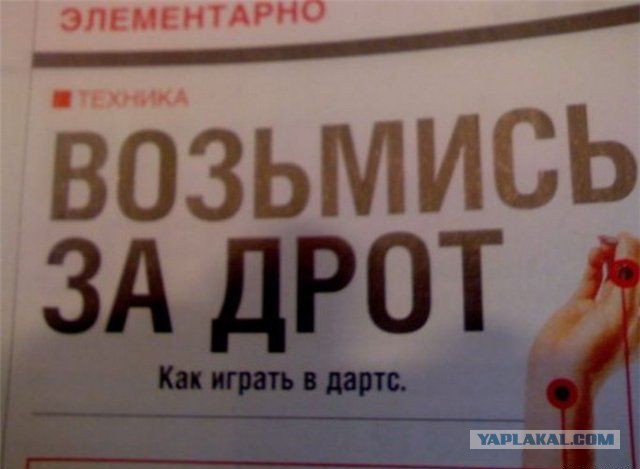 ЭЛЕМЕНТАРНО
ТЕХНИКА
ВОЗЬМИСЬ
ЗА ДРОТ
Как играть в дартс.
YAPLAKAL.COM